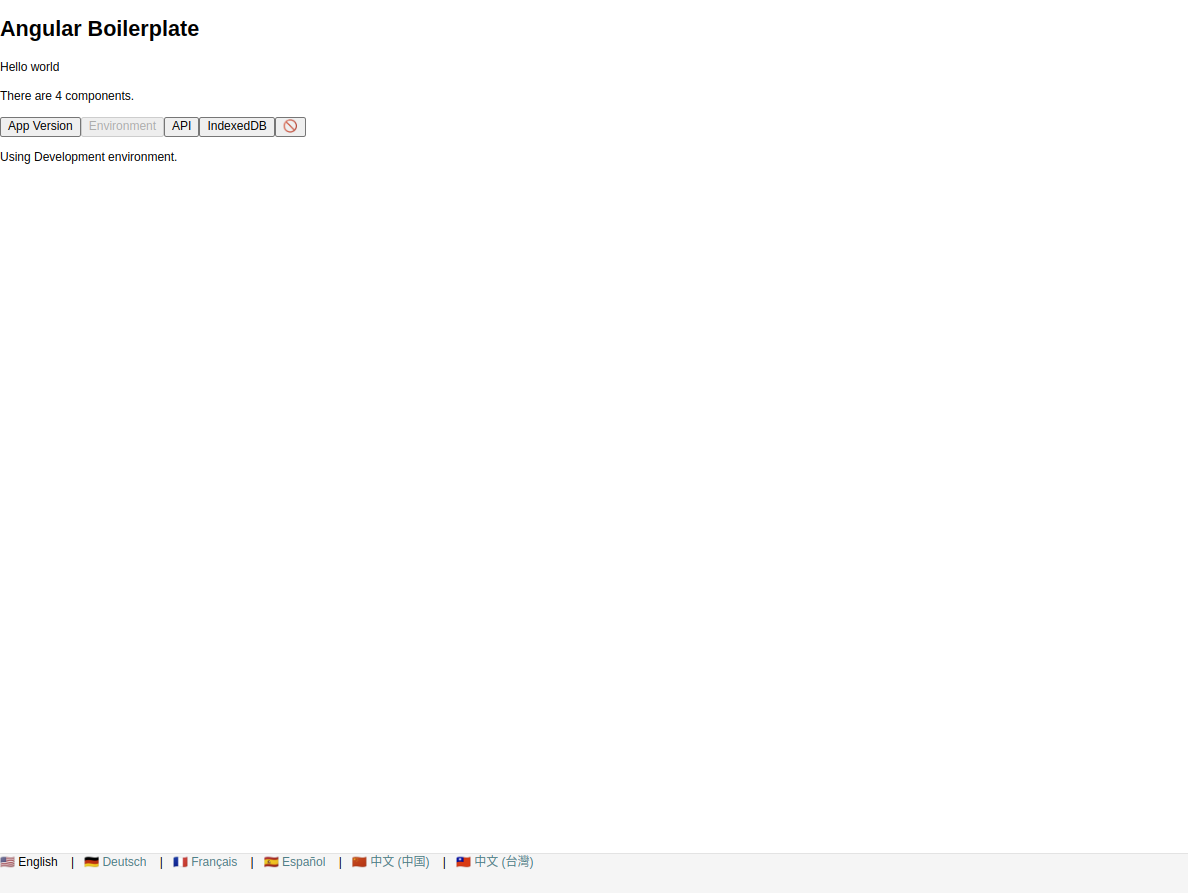 Angular Boilerplate
Hello world
There are 4 components.
App Version Environment API IndexedDB 🚫
Using Development environment.
🇺🇸 English | 🇩🇪 Deutsch | 🇫🇷 Français | 🇪🇸 Español | 🇨🇳 中文 (中国) | 🇹🇼 中文 (台灣)